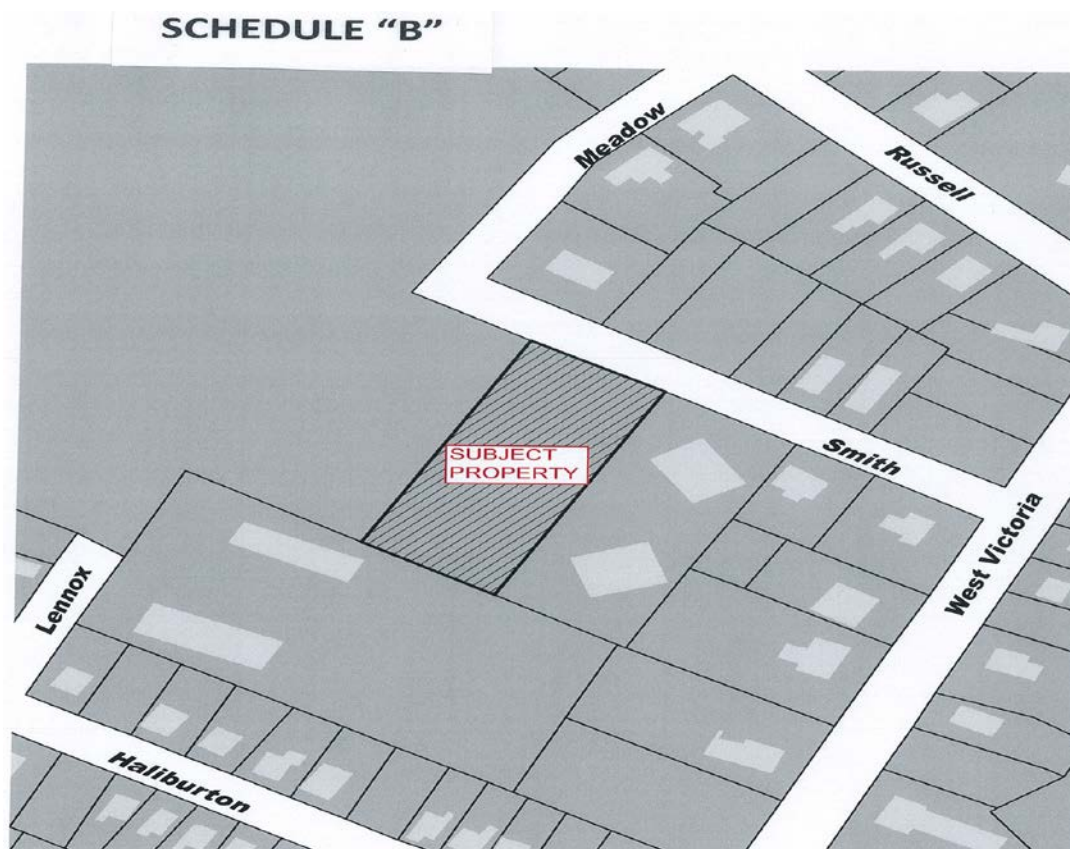 SCHEDULE “B”
Meadow
Russell
SUBJECT
PROPERTY
Smith
West Victoria
Lennox
Haliburton